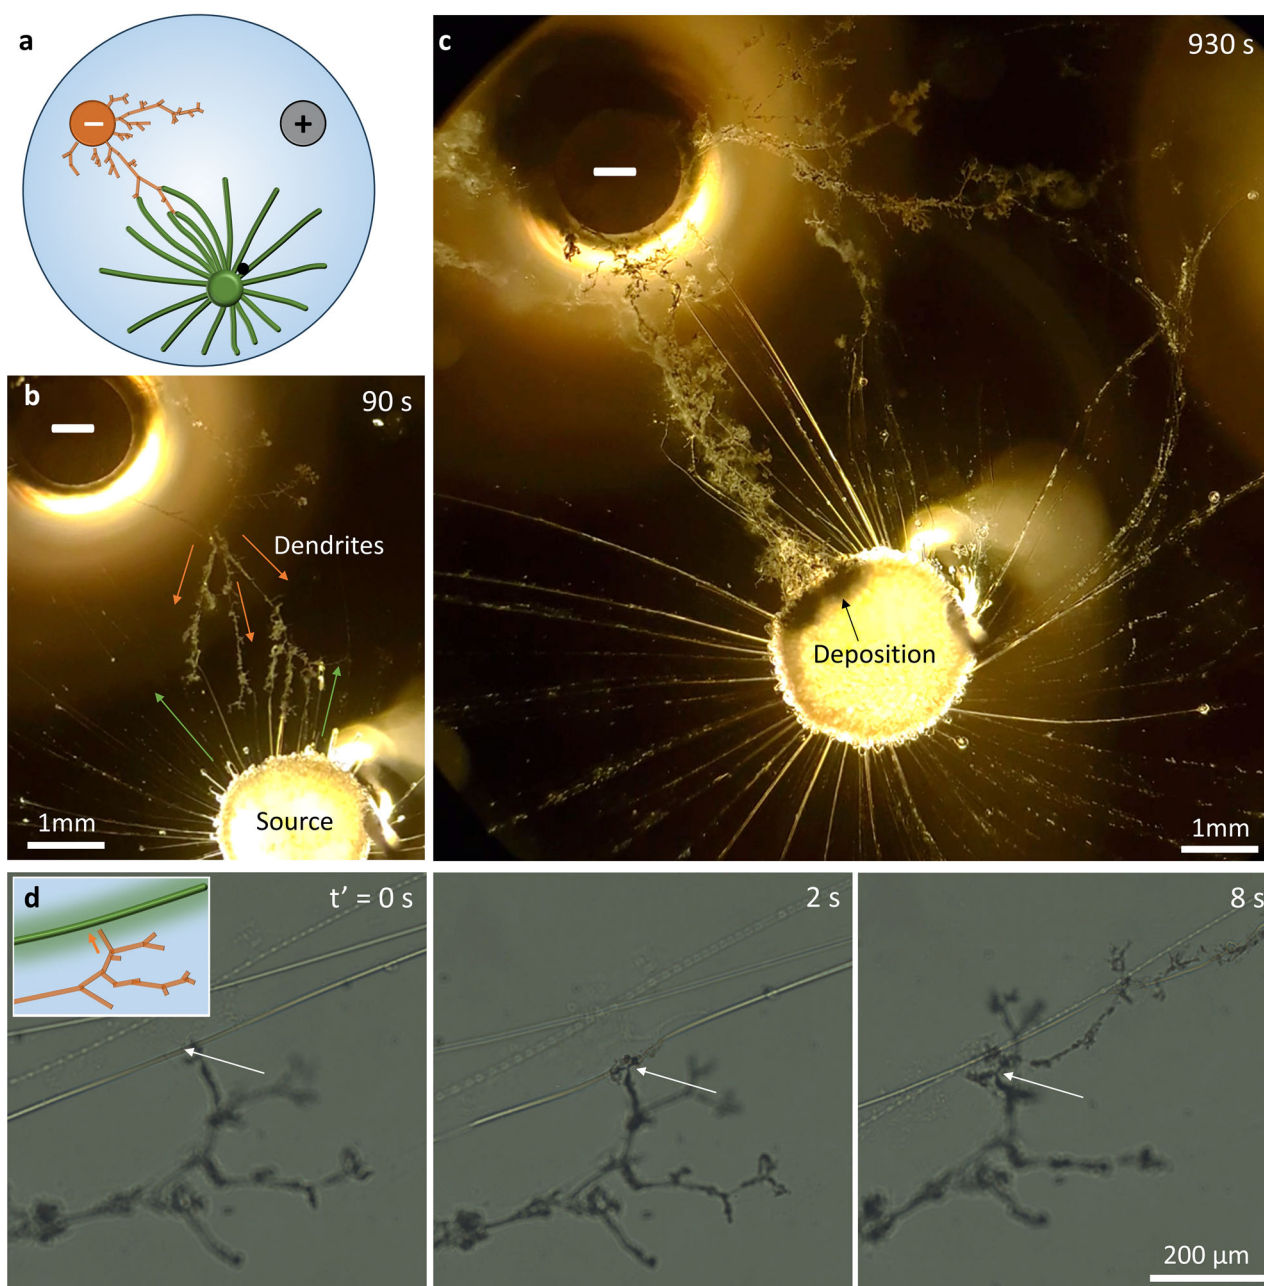 a
−
+
b
90 s
−
Dendrites
Source
1mm
c
930 s
−
Deposition
1mm
d
t’ = 0 s
2 s
8 s
200 µm